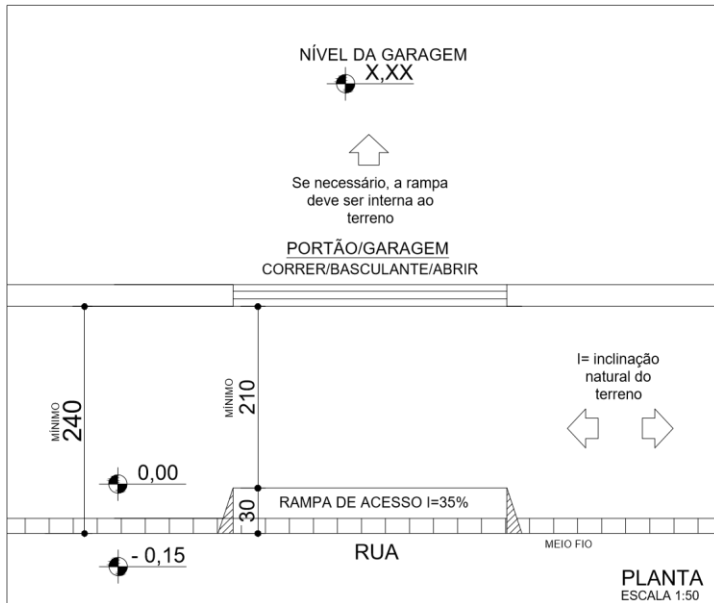 NÍVEL DA GARAGEM
X,XX
Se necessário, a rampa
deve ser interna ao
terreno
PORTÃO/GARAGEM
CORRER/BASCULANTE/ABRIR
I= inclinação
natural do
terreno
MÍNIMO
240
MÍNIMO
210
0,00
30
RAMPA DE ACESSO I=35%
- 0,15
RUA
MEIO FIO
PLANTA
ESCALA 1:50